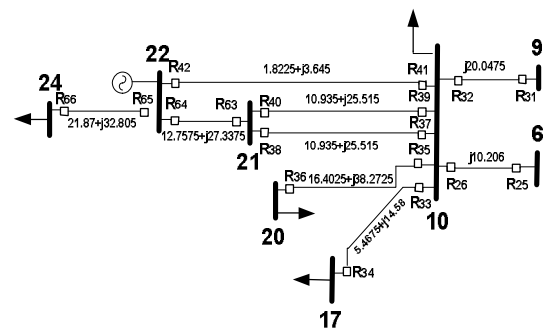 9
22
j20.0475
R42
1.8225+j3.645
R41
R32
R31
24
R66
R65
R64
R63
R40
10.935+j25.515
R39
21.87+j32.805
12.7575+j27.3375
R37
6
21
R38
10.935+j25.515
R35
j10.206
R36
16.4025+j38.2725
R26
R25
R33
20
10
5.4675+j14.58
R34
17